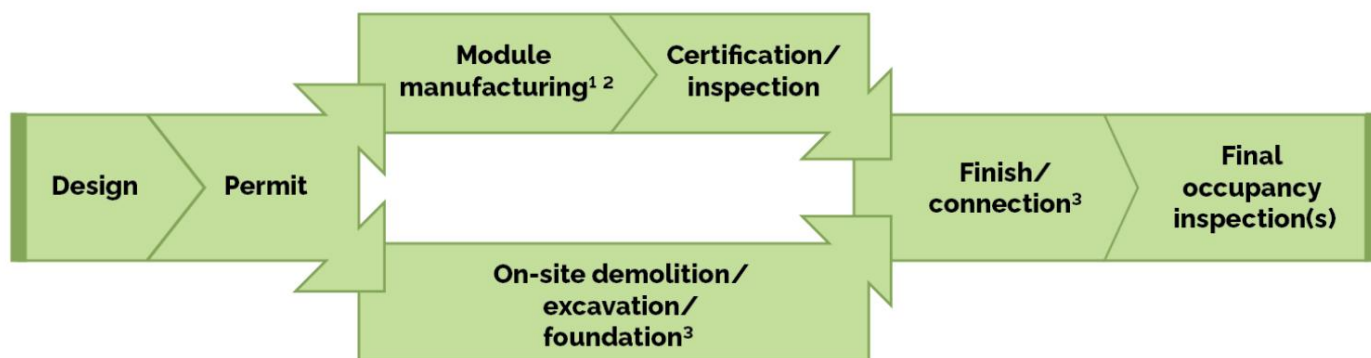 Design
Permit
Module
manufacturing¹ ²
Certification/
inspection
On-site demolition/
excavation/
foundation³
Finish/
connection³
Final
occupancy
inspection(s)